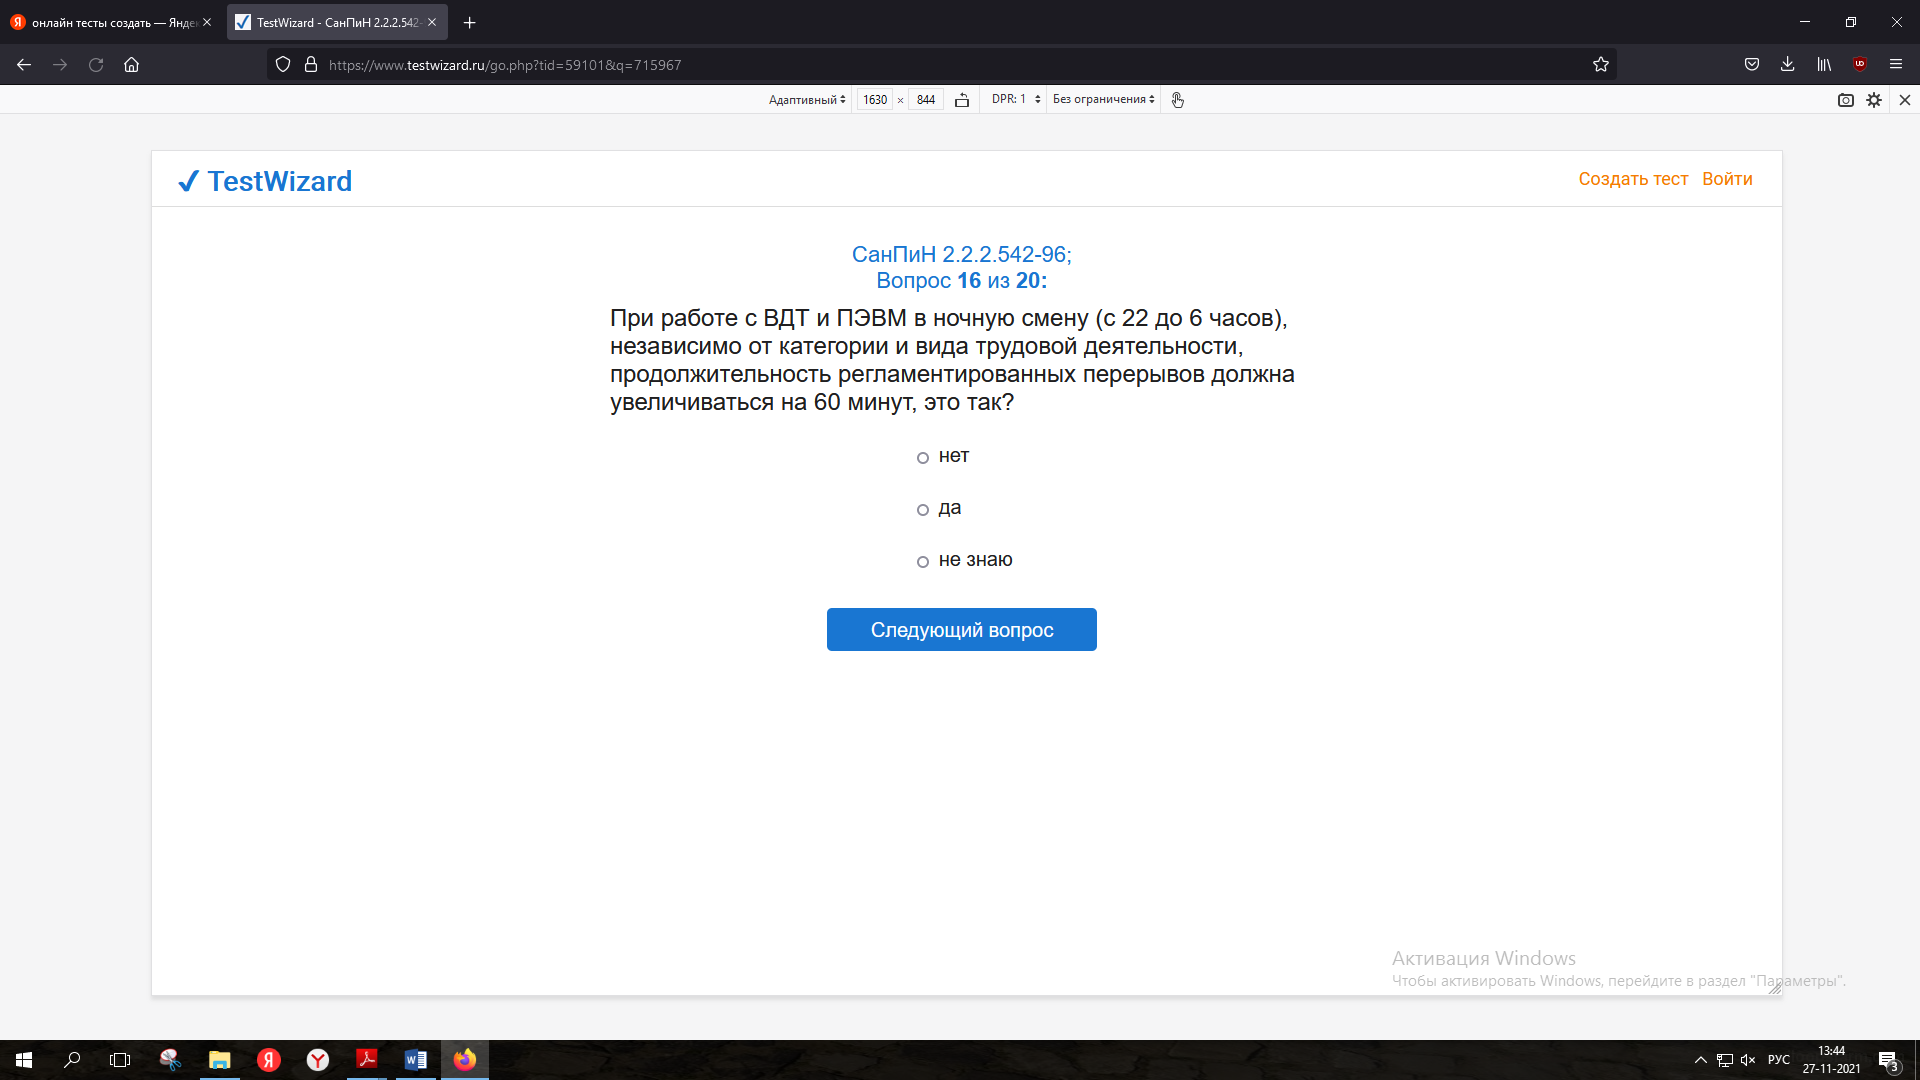 онлайн тесты создать — Яндек
TestWizard - СанПиН 2.2.2.542-
https://www.testwizard.ru/go.php?tid=59101&q=715967
Адаптивный 1630 × 844 DPR: 1 Без ограничения
TestWizard
Создать тест Войти
СанПиН 2.2.2.542-96;
Вопрос 16 из 20:
При работе с ВДТ и ПЭВМ в ночную смену (с 22 до 6 часов),
независимо от категории и вида трудовой деятельности,
продолжительность регламентированных перерывов должна
увеличиваться на 60 минут, это так?
нет
да
не знаю
Следующий вопрос
Активация Windows
Чтобы активировать Windows, перейдите в раздел "Параметры".
РУС
13:44
27-11-2021
3